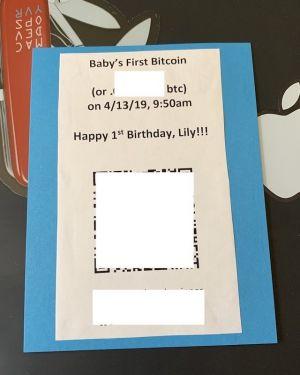 Baby's First Bitcoin
(or . btc)
on 4/13/19, 9:50am
Happy 1st Birthday, Lily!!!